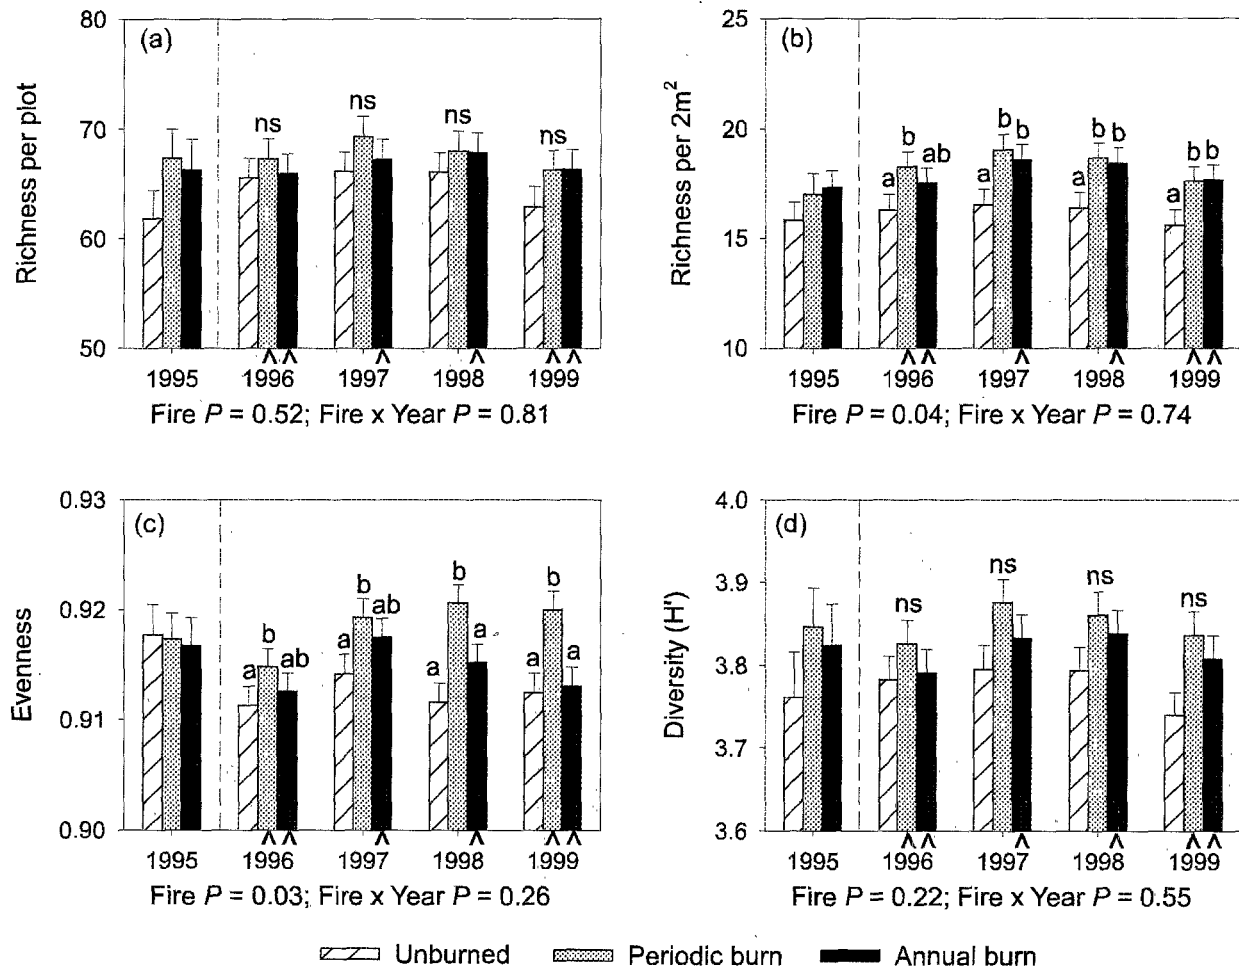 (a)
Richness per plot
80
70
60
50
ns ns ns ns
1995 1996 1997 1998 1999
^ ^ ^ ^ ^ ^
Fire P = 0.52; Fire x Year P = 0.81
(b)
Richness per 2m²
25
20
15
10
a b ab a b b a b b a b b
1995 1996 1997 1998 1999
^ ^ ^ ^ ^ ^
Fire P = 0.04; Fire x Year P = 0.74
(c)
Evenness
0.93
0.92
0.91
0.90
a b ab a b ab a b a a b a
1995 1996 1997 1998 1999
^ ^ ^ ^ ^ ^
Fire P = 0.03; Fire x Year P = 0.26
(d)
Diversity (H')
4.0
3.9
3.8
3.7
3.6
ns ns ns ns
1995 1996 1997 1998 1999
^ ^ ^ ^ ^ ^
Fire P = 0.22; Fire x Year P = 0.55
Unburned Periodic burn Annual burn